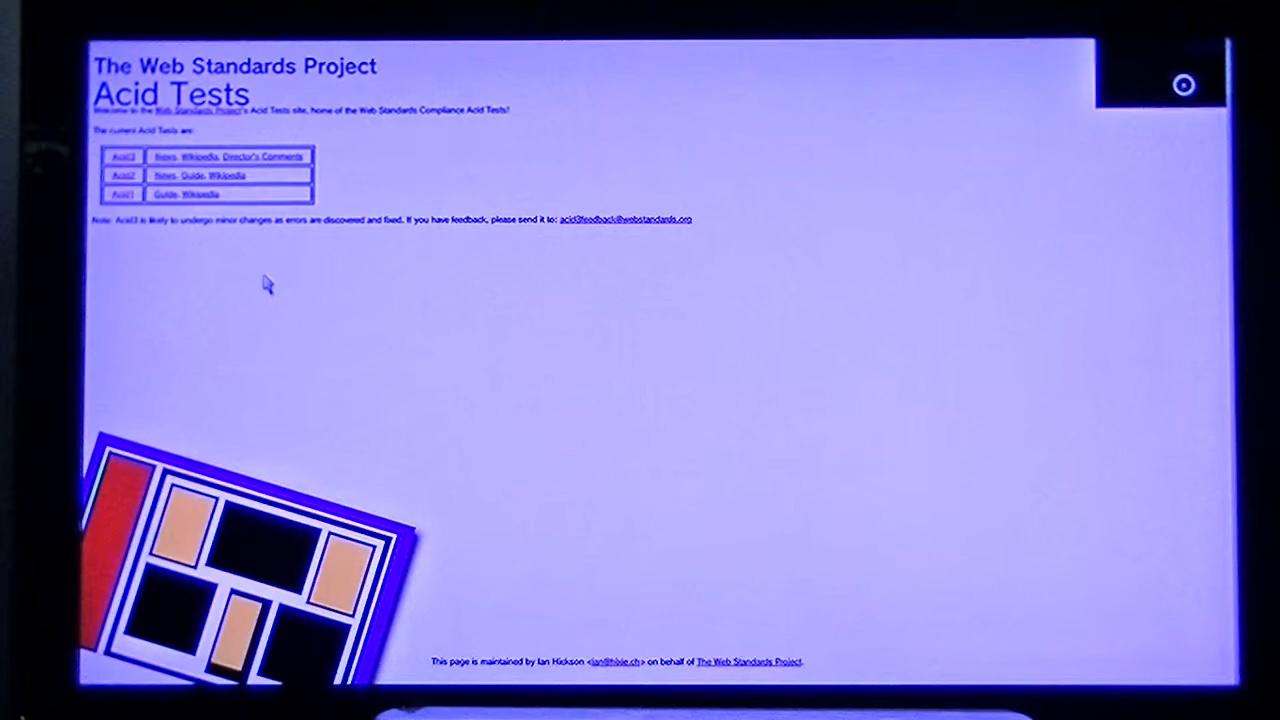 The Web Standards Project
Acid Tests
Welcome to the Web Standards Project's Acid Tests site, home of the Web Standards Compliance Acid Tests!
The current Acid Tests are:
Acid3 News, Wikipedia, Director's Comments
Acid2 News, Guide, Wikipedia
Acid1 Guide, Wikipedia
Note: Acid3 is likely to undergo minor changes as errors are discovered and fixed. If you have feedback, please send it to: acid3feedback@webstandards.org
This page is maintained by Ian Hickson <ian@hixie.ch> on behalf of The Web Standards Project.